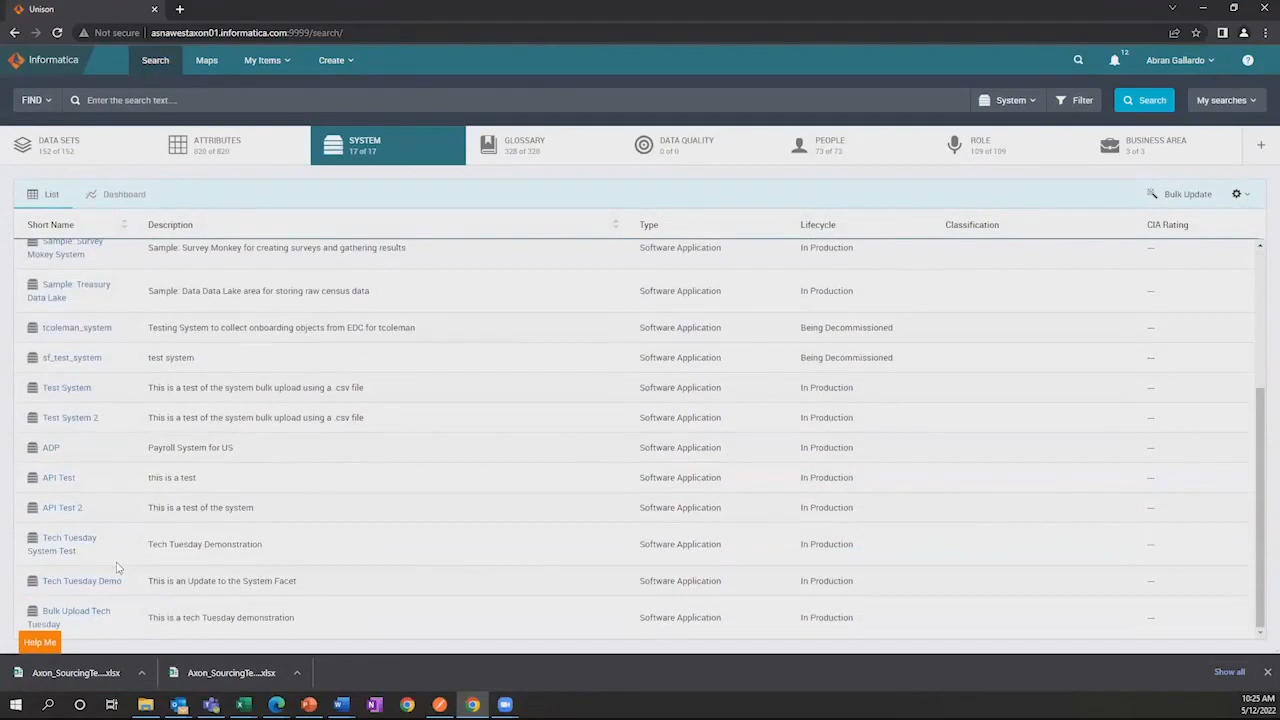 Unison
Not secure asnawestaxon01.informatica.com:9999/search/
Informatica Search Maps My Items Create 12 Abran Gallardo ?
FIND Enter the search text.... System Filter Search My searches
DATA SETS 152 of 152
ATTRIBUTES 820 of 820
SYSTEM 17 of 17
GLOSSARY 328 of 328
DATA QUALITY 0 of 0
PEOPLE 73 of 73
ROLE 109 of 109
BUSINESS AREA 3 of 3
List Dashboard Bulk Update
Short Name Description Type Lifecycle Classification CIA Rating
Sample: Survey
Mokey System Sample: Survey Monkey for creating surveys and gathering results Software Application In Production ---
Sample: Treasury
Data Lake Sample: Data Data Lake area for storing raw census data Software Application In Production ---
tcoleman_system Testing System to collect onboarding objects from EDC for tcoleman Software Application Being Decommissioned ---
sf_test_system test system Software Application Being Decommissioned ---
Test System This is a test of the system bulk upload using a .csv file Software Application In Production ---
Test System 2 This is a test of the system bulk upload using a .csv file Software Application In Production ---
ADP Payroll System for US Software Application In Production ---
API Test this is a test Software Application In Production ---
API Test 2 This is a test of the system Software Application In Production ---
Tech Tuesday
System Test Tech Tuesday Demonstration Software Application In Production ---
Tech Tuesday Demo This is an Update to the System Facet Software Application In Production ---
Bulk Upload Tech
Tuesday This is a tech Tuesday demonstration Software Application In Production ---
Help Me
Axon_SourcingTe....xlsx Axon_SourcingTe....xlsx Show all
10:25 AM
5/12/2022